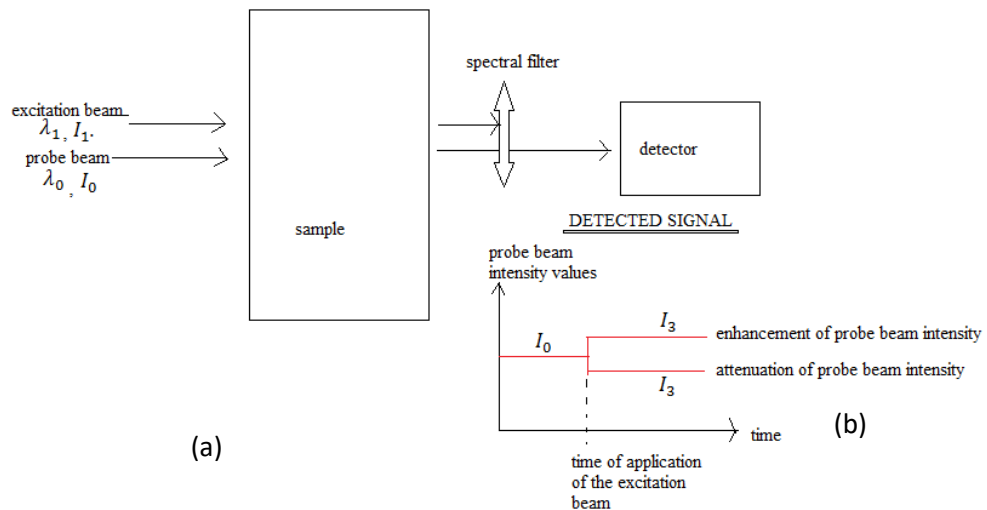 spectral filter
excitation beam
λ₁, I₁.
probe beam
λ₀, I₀
sample
detector
DETECTED SIGNAL
probe beam
intensity values
I₀
I₃
enhancement of probe beam intensity
attenuation of probe beam intensity
I₃
time
(a)
(b)
time of application
of the excitation
beam